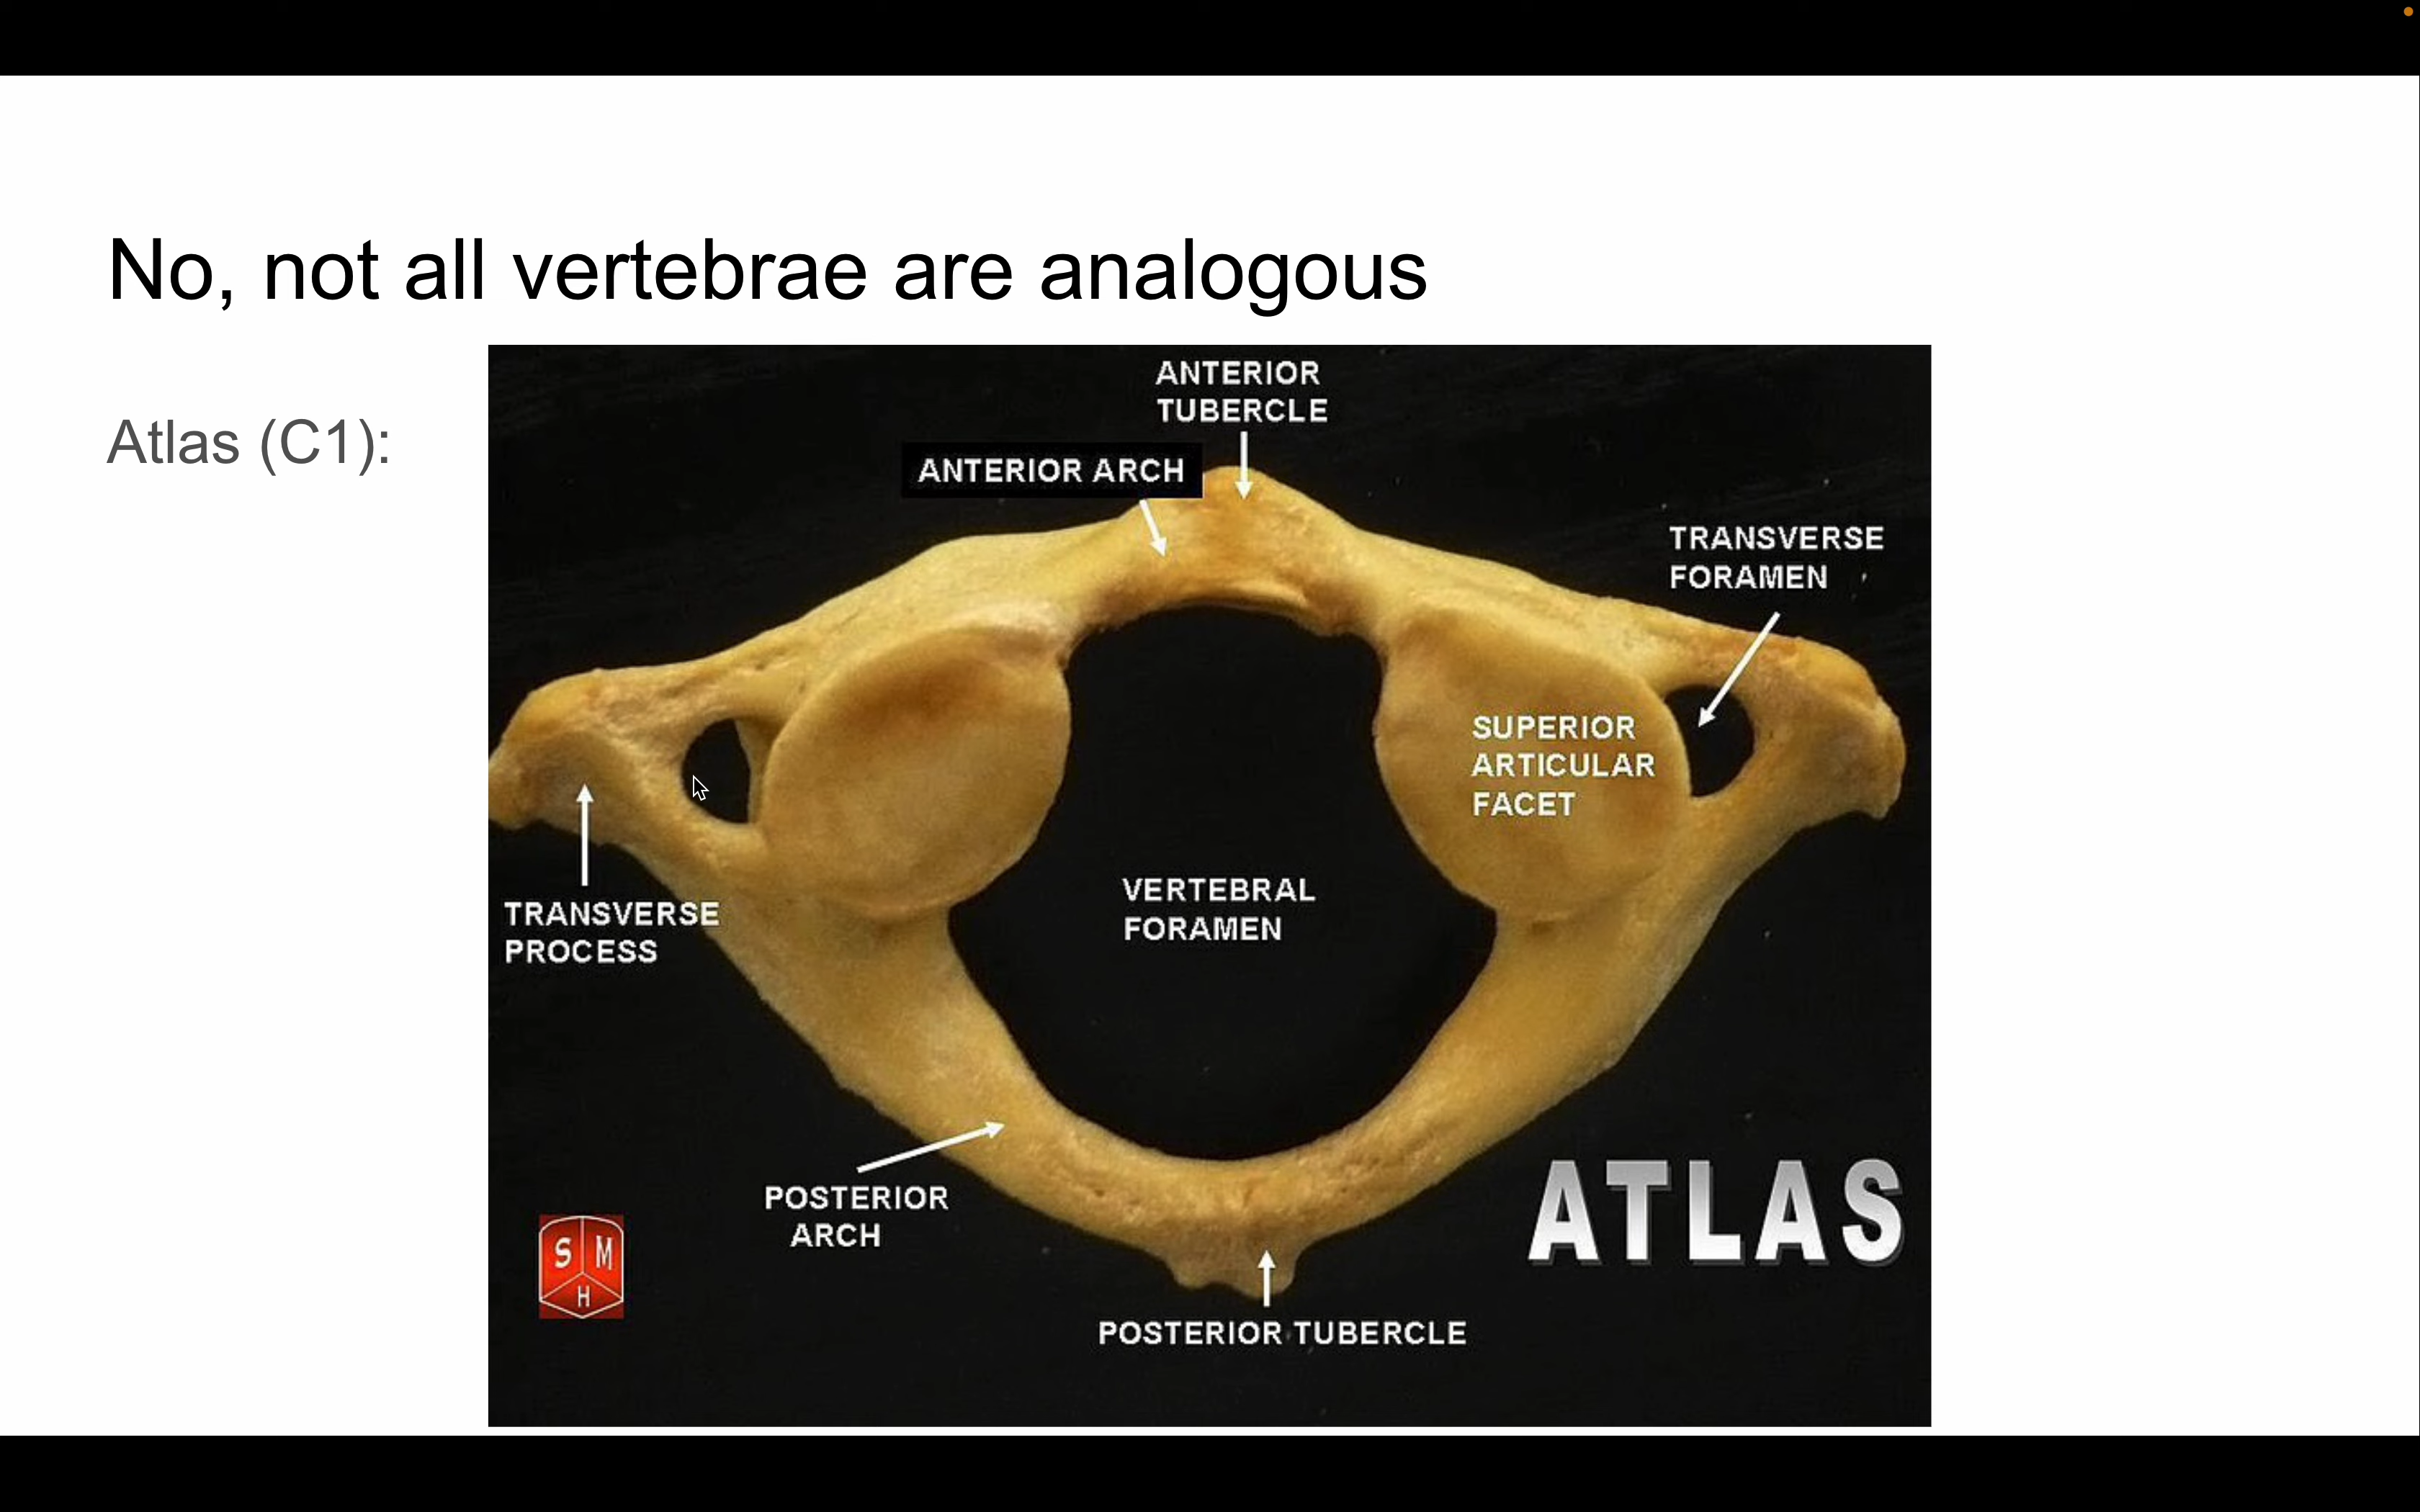 No, not all vertebrae are analogous
Atlas (C1):
ANTERIOR
TUBERCLE
ANTERIOR ARCH
TRANSVERSE
FORAMEN
SUPERIOR
ARTICULAR
FACET
VERTEBRAL
FORAMEN
TRANSVERSE
PROCESS
POSTERIOR
ARCH
ATLAS
S M
H
POSTERIOR TUBERCLE